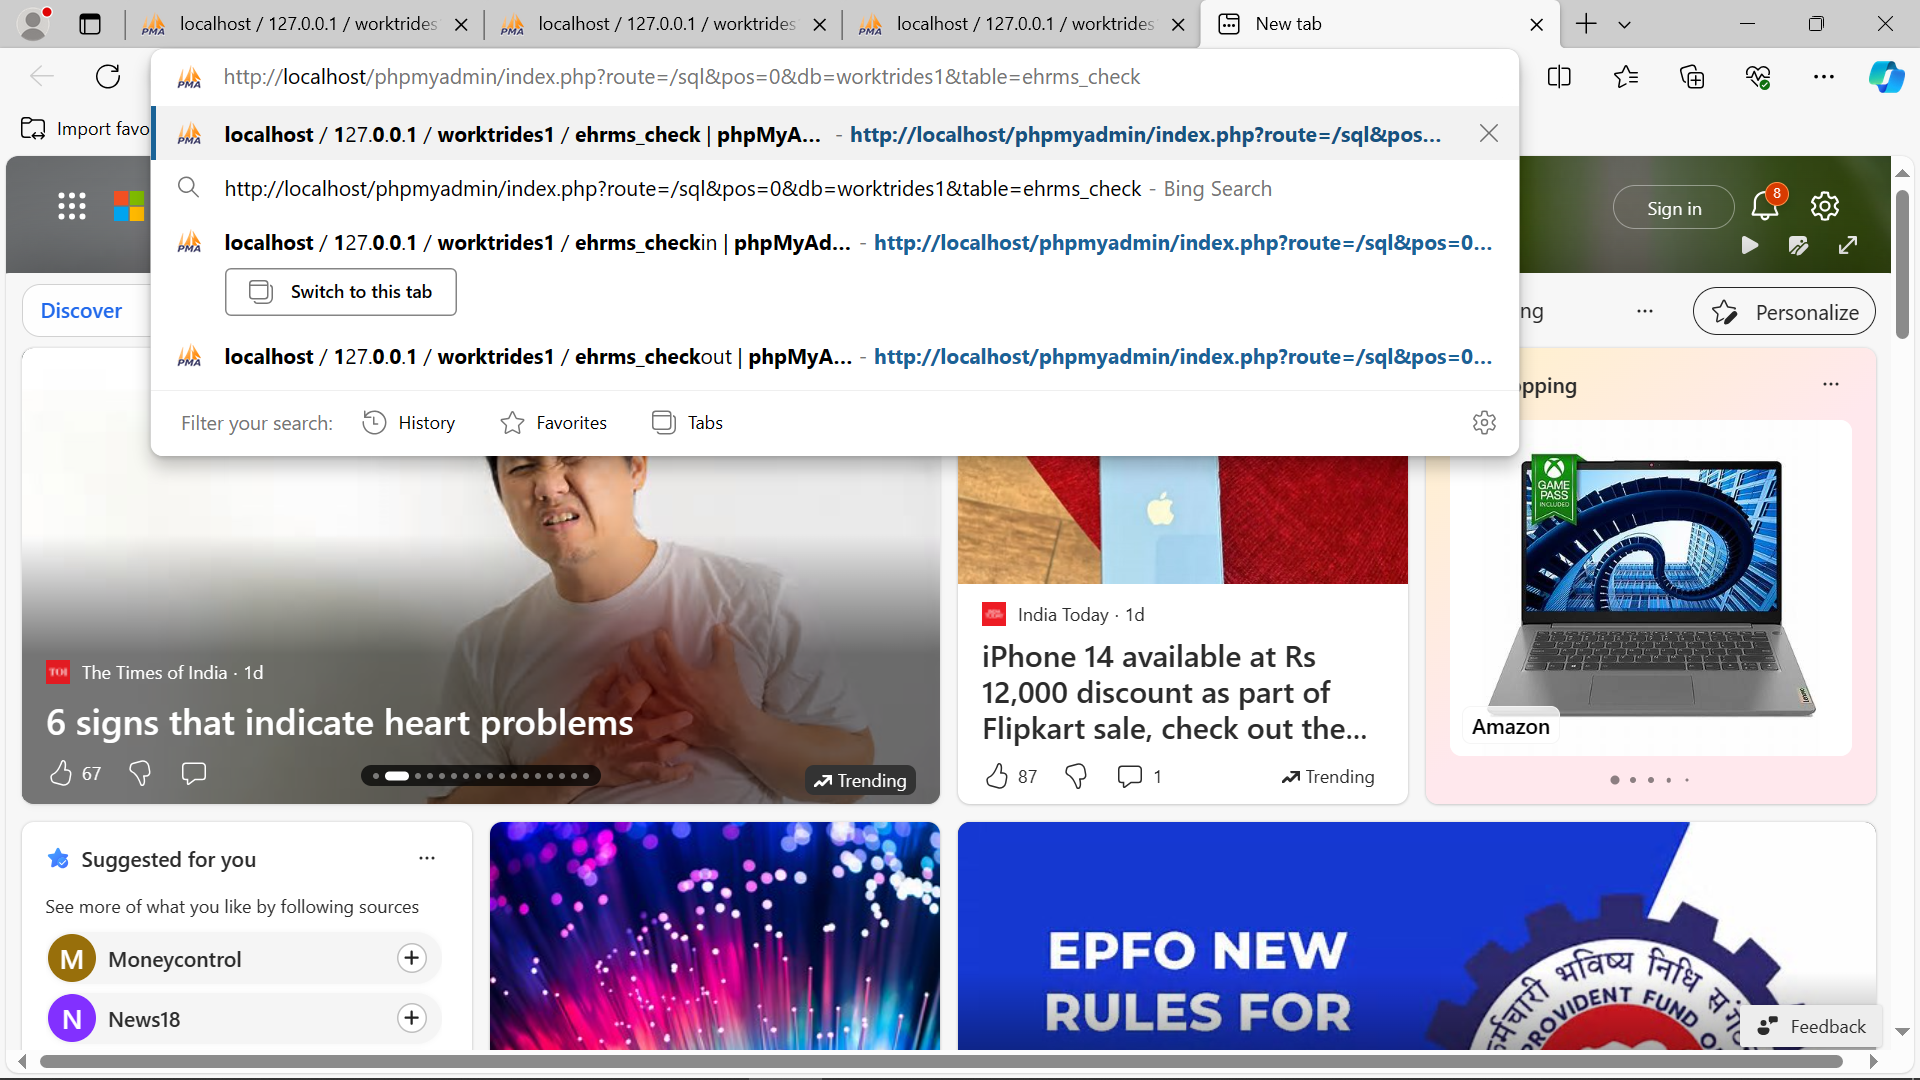 localhost / 127.0.0.1 / worktrides
localhost / 127.0.0.1 / worktrides
localhost / 127.0.0.1 / worktrides
New tab
http://localhost/phpmyadmin/index.php?route=/sql&pos=0&db=worktrides1&table=ehrms_check
Import favo
localhost / 127.0.0.1 / worktrides1 / ehrms_check | phpMyA... - http://localhost/phpmyadmin/index.php?route=/sql&pos...
http://localhost/phpmyadmin/index.php?route=/sql&pos=0&db=worktrides1&table=ehrms_check - Bing Search
localhost / 127.0.0.1 / worktrides1 / ehrms_checkin | phpMyAd... - http://localhost/phpmyadmin/index.php?route=/sql&pos=0...
Switch to this tab
localhost / 127.0.0.1 / worktrides1 / ehrms_checkout | phpMyA... - http://localhost/phpmyadmin/index.php?route=/sql&pos=0...
Filter your search: History Favorites Tabs
Sign in
8
Discover
ng
Personalize
The Times of India · 1d
6 signs that indicate heart problems
67
Trending
India Today · 1d
iPhone 14 available at Rs
12,000 discount as part of
Flipkart sale, check out the...
87
1
Trending
opping
GAME
PASS
INCLUDED
Amazon
Suggested for you
See more of what you like by following sources
M Moneycontrol
N News18
EPFO NEW
RULES FOR
भविष्य निधि
PROVIDENT FUND
Feedback